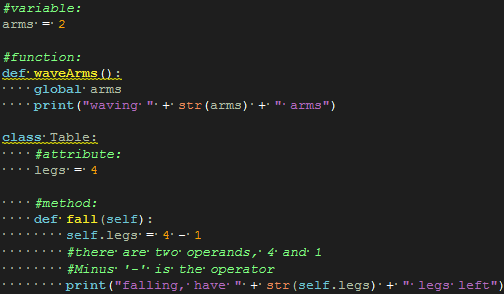 #variable:
arms = 2
#function:
def waveArms():
    global arms
    print("waving " + str(arms) + " arms")
class Table:
    #attribute:
    legs = 4
    #method:
    def fall(self):
        self.legs = 4 - 1
        #there are two operands, 4 and 1
        #Minus '-' is the operator
        print("falling, have " + str(self.legs) + " legs left")